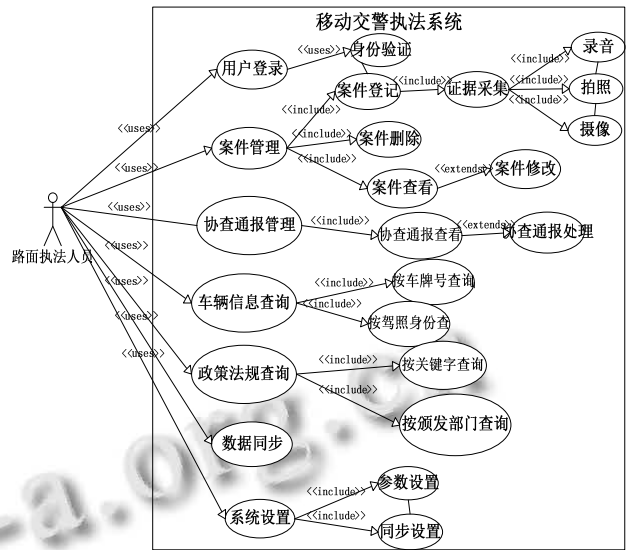 移动交警执法系统
用户登录
<<uses>>
身份验证
案件管理
<<include>>
案件登记
<<include>>
证据采集
<<include>>
录音
<<include>>
拍照
<<include>>
摄像
<<include>>
案件删除
<<include>>
案件查看
<<extends>>
案件修改
<<uses>>
<<uses>>
<<uses>>
<<uses>>
<<uses>>
<<uses>>
路面执法人员
协查通报管理
<<include>>
协查通报查看
<<extends>>
协查通报处理
车辆信息查询
<<include>>
按车牌号查询
<<include>>
按驾照身份查
政策法规查询
<<include>>
按关键字查询
<<include>>
按颁发部门查询
数据同步
系统设置
<<include>>
参数设置
<<include>>
同步设置